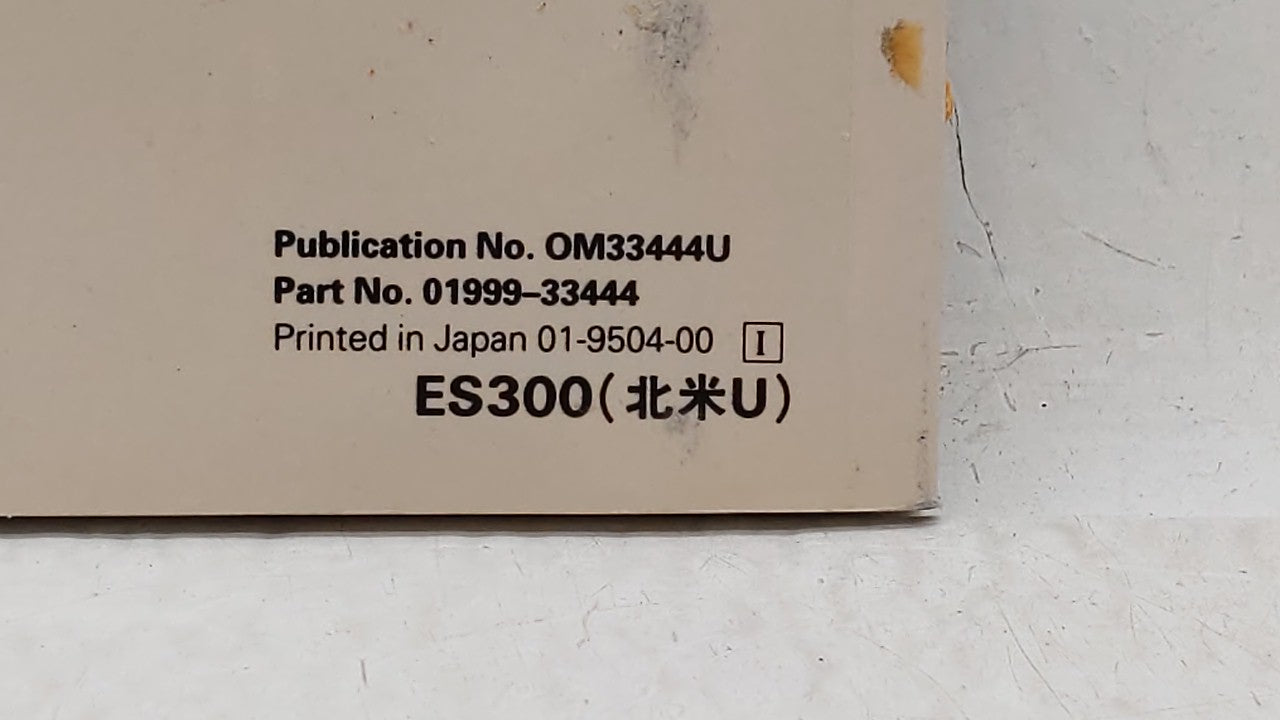 Publication No. OM33444U
Part No. 01999–33444
Printed in Japan 01-9504-00 I
ES300(北米U)